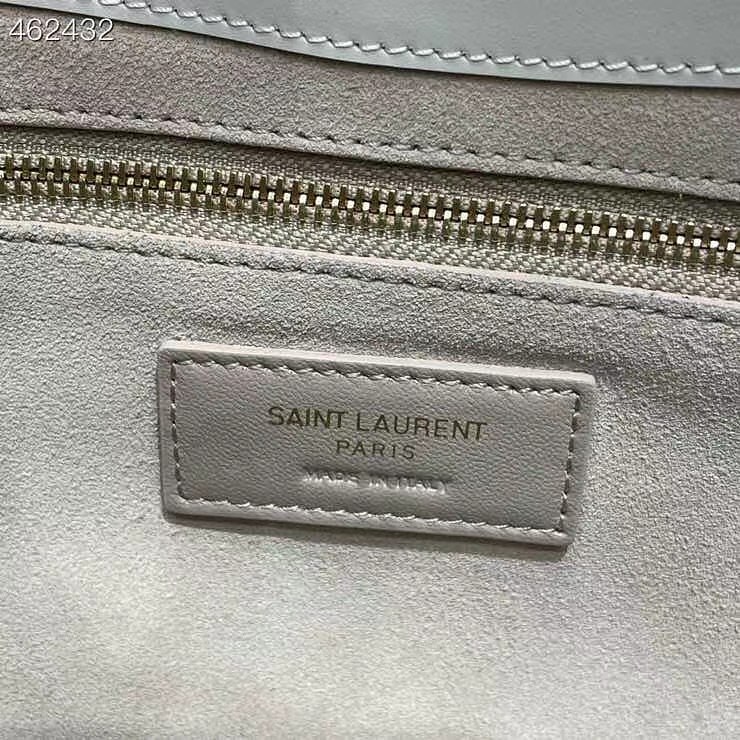 462432
SAINT LAURENT
PARIS
MADE IN ITALY